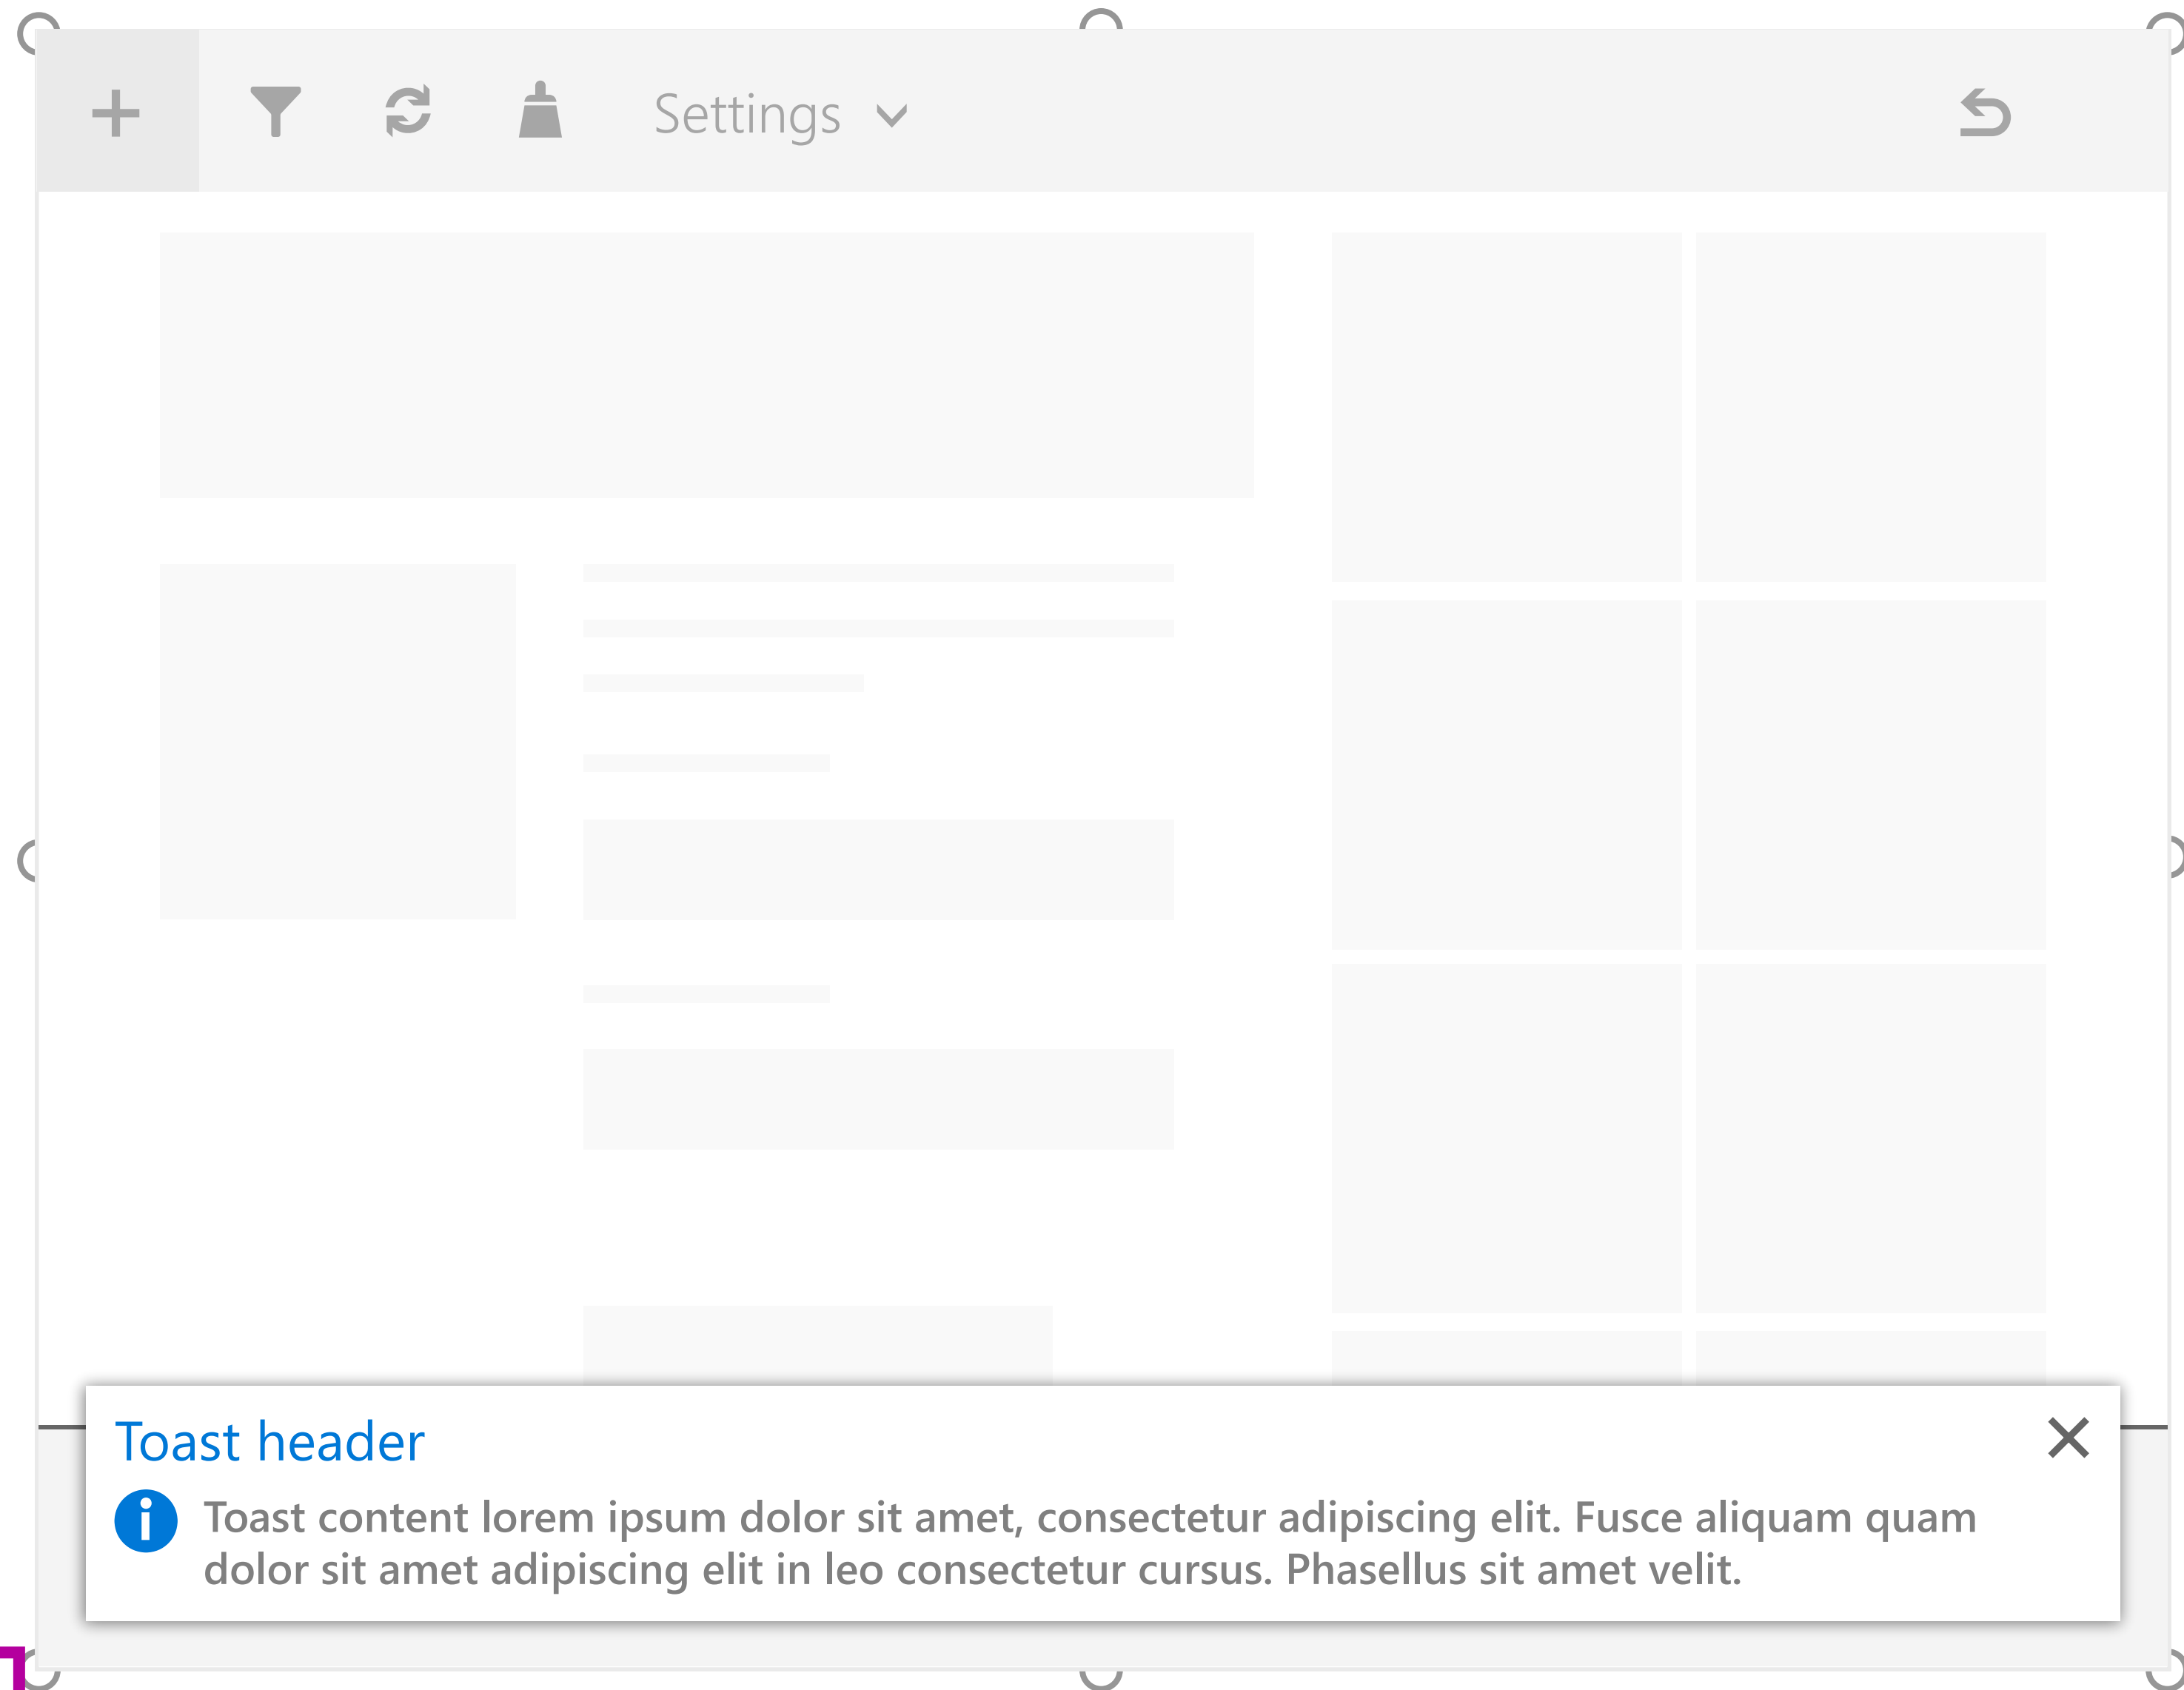 Settings
Toast header
Toast content lorem ipsum dolor sit amet, consectetur adipiscing elit. Fusce aliquam quam
dolor sit amet adipiscing elit in leo consectetur cursus. Phasellus sit amet velit.